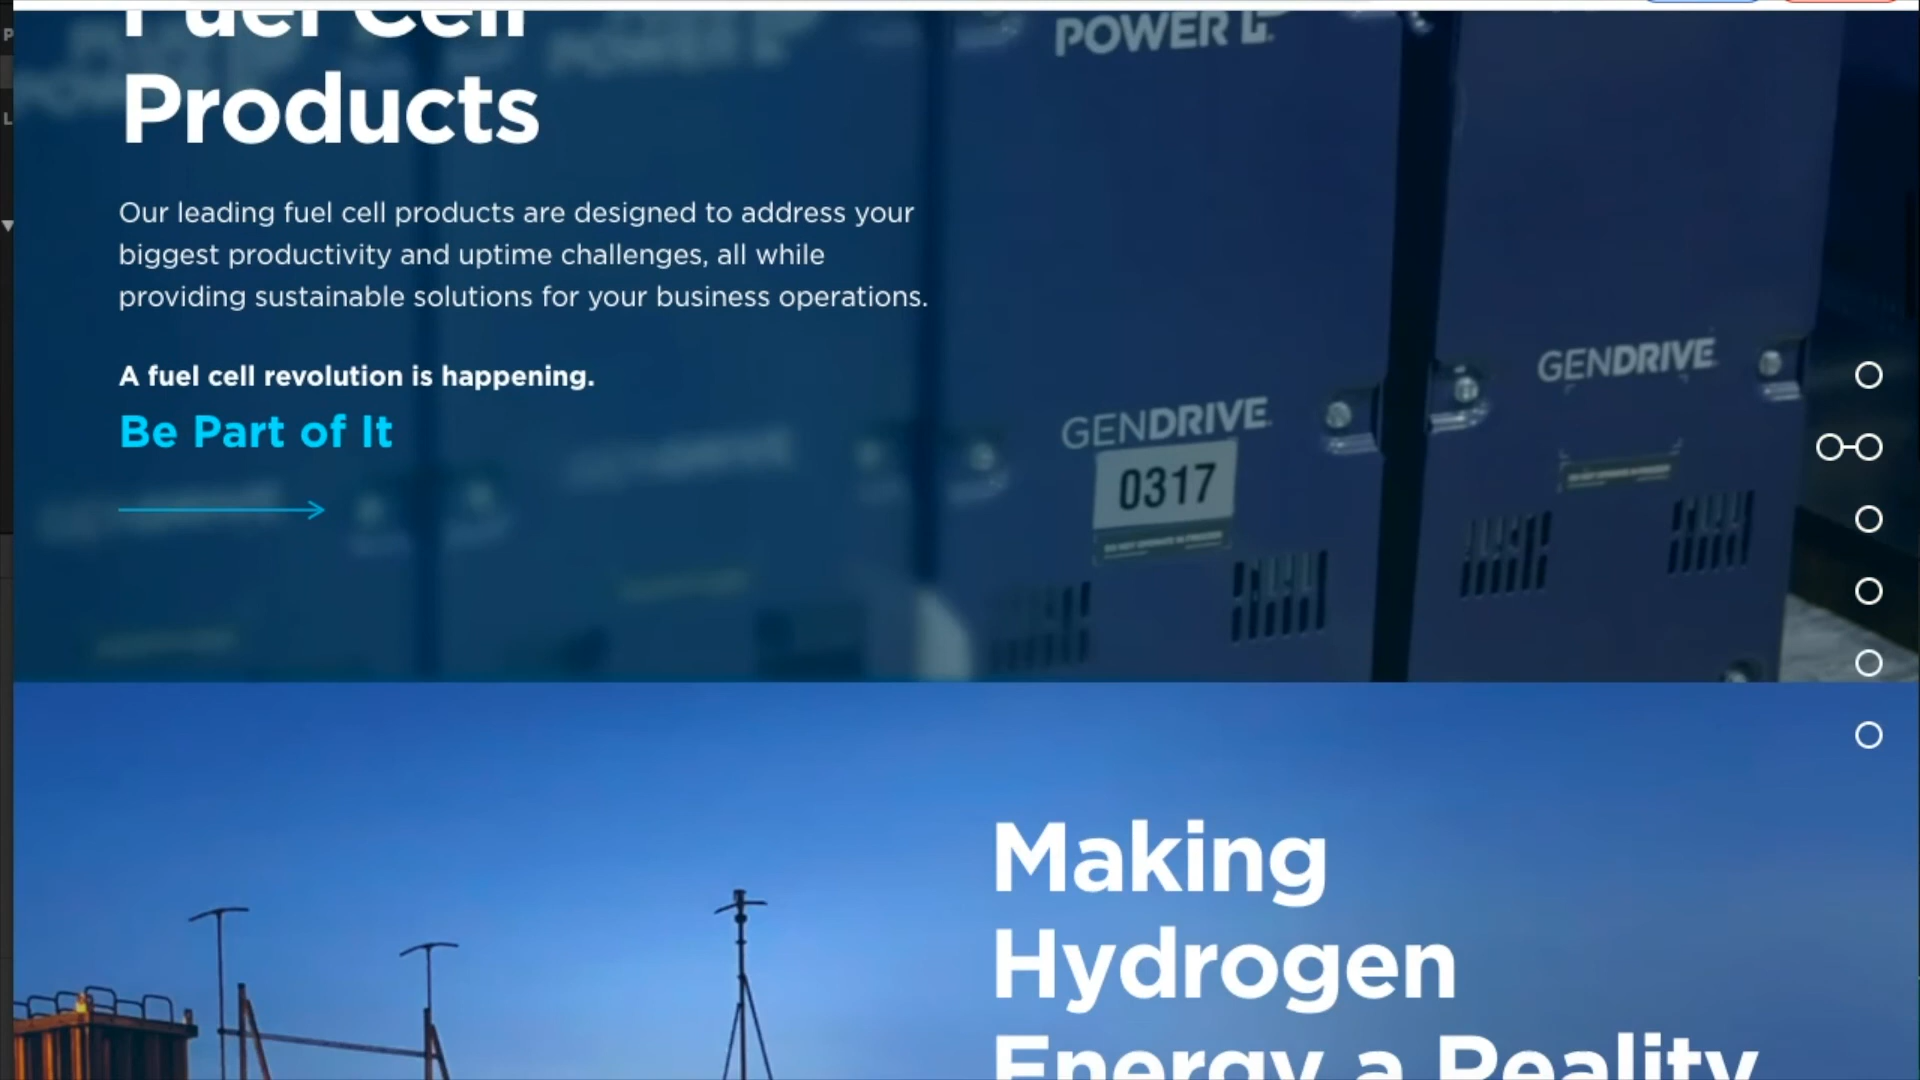 Fuel Cell
Products
Our leading fuel cell products are designed to address your
biggest productivity and uptime challenges, all while
providing sustainable solutions for your business operations.
A fuel cell revolution is happening.
Be Part of It
POWER
GENDRIVE
GENDRIVE
0317
Making
Hydrogen
Energy a Reality